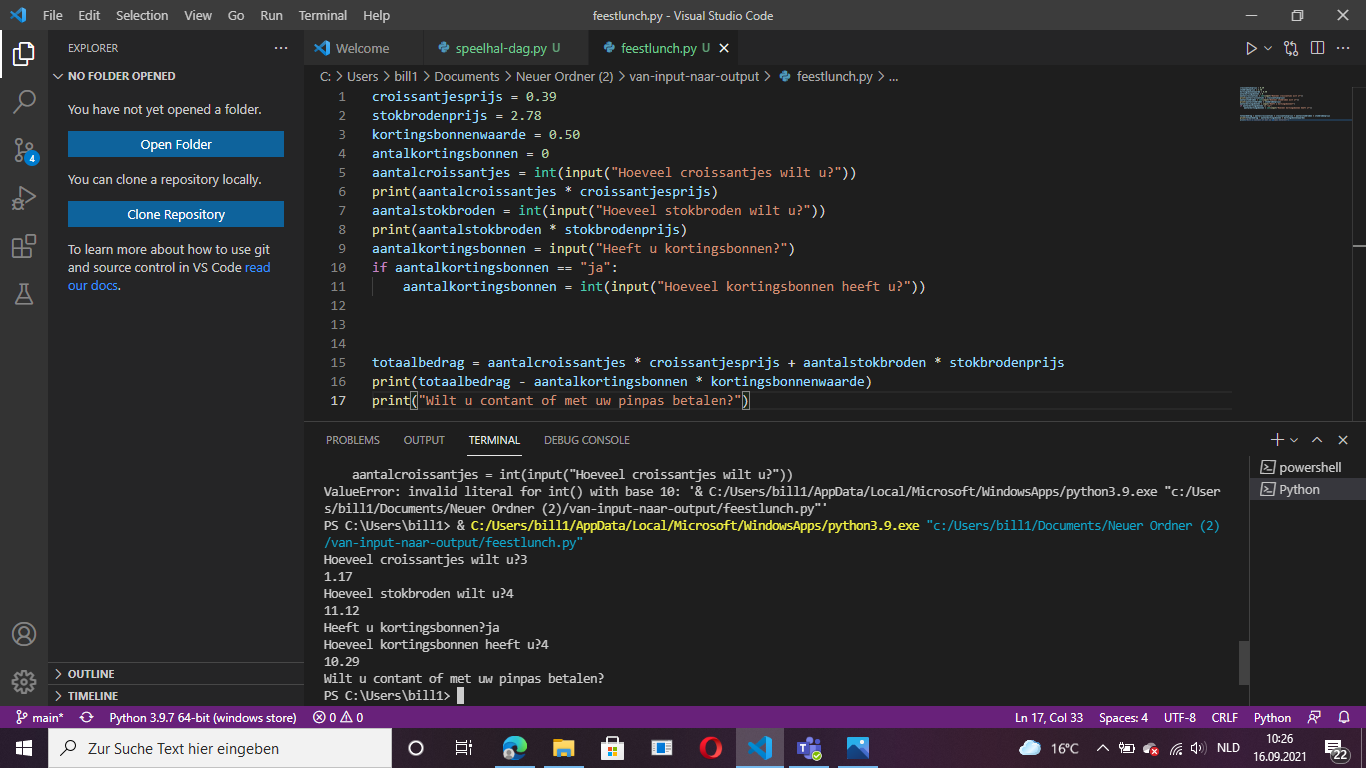 File Edit Selection View Go Run Terminal Help
feestlunch.py - Visual Studio Code
EXPLORER
NO FOLDER OPENED
You have not yet opened a folder.
Open Folder
You can clone a repository locally.
Clone Repository
To learn more about how to use git
and source control in VS Code read
our docs.
OUTLINE
TIMELINE
4
Welcome
speelhal-dag.py U
feestlunch.py U
C: > Users > bill1 > Documents > Neuer Ordner (2) > van-input-naar-output > feestlunch.py > ...
1 croissantjesprijs = 0.39
2 stokbrodenprijs = 2.78
3 kortingsbonnenwaarde = 0.50
4 antalkortingsbonnen = 0
5 aantalcroissantjes = int(input("Hoeveel croissantjes wilt u?"))
6 print(aantalcroissantjes * croissantjesprijs)
7 aantalstokbroden = int(input("Hoeveel stokbroden wilt u?"))
8 print(aantalstokbroden * stokbrodenprijs)
9 aantalkortingsbonnen = input("Heeft u kortingsbonnen?")
10 if aantalkortingsbonnen == "ja":
11     aantalkortingsbonnen = int(input("Hoeveel kortingsbonnen heeft u?"))
12
13
14
15 totaalbedrag = aantalcroissantjes * croissantjesprijs + aantalstokbroden * stokbrodenprijs
16 print(totaalbedrag - aantalkortingsbonnen * kortingsbonnenwaarde)
17 print("Wilt u contant of met uw pinpas betalen?")
PROBLEMS OUTPUT TERMINAL DEBUG CONSOLE
    aantalcroissantjes = int(input("Hoeveel croissantjes wilt u?"))
ValueError: invalid literal for int() with base 10: '& C:/Users/bill1/AppData/Local/Microsoft/WindowsApps/python3.9.exe "c:/User
s/bill1/Documents/Neuer Ordner (2)/van-input-naar-output/feestlunch.py"'
PS C:\Users\bill1> & C:/Users/bill1/AppData/Local/Microsoft/WindowsApps/python3.9.exe "c:/Users/bill1/Documents/Neuer Ordner (2)
/van-input-naar-output/feestlunch.py"
Hoeveel croissantjes wilt u?3
1.17
Hoeveel stokbroden wilt u?4
11.12
Heeft u kortingsbonnen?ja
Hoeveel kortingsbonnen heeft u?4
10.29
Wilt u contant of met uw pinpas betalen?
PS C:\Users\bill1>
powershell
Python
main* Python 3.9.7 64-bit (windows store) 0 0
Ln 17, Col 33 Spaces: 4 UTF-8 CRLF Python
Zur Suche Text hier eingeben
16°C
NLD
10:26
16.09.2021
22